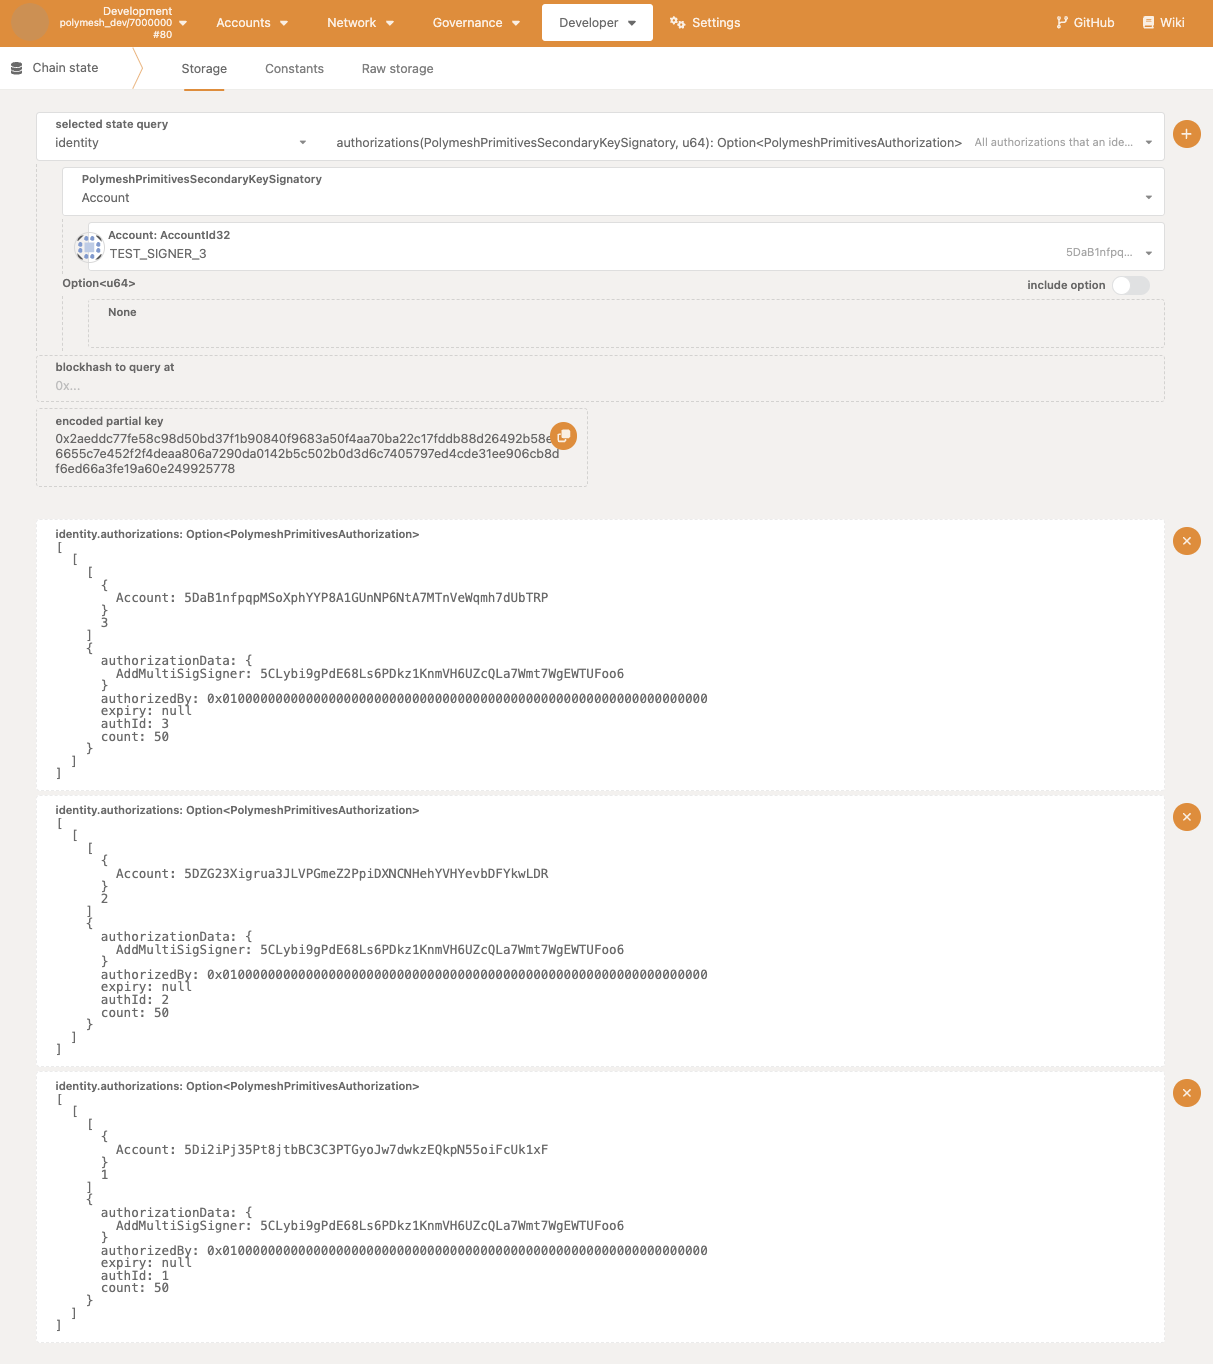 Development
polymesh_dev/7000000
#80
Accounts
Network
Governance
Developer
Settings
GitHub
Wiki
Chain state
Storage
Constants
Raw storage
selected state query
identity
authorizations(PolymeshPrimitivesSecondaryKeySignatory, u64): Option<PolymeshPrimitivesAuthorization>
All authorizations that an ide...
PolymeshPrimitivesSecondaryKeySignatory
Account
Account: AccountId32
TEST_SIGNER_3
5DaB1nfpq...
Option<u64>
include option
None
blockhash to query at
0x...
encoded partial key
0x2aeddc77fe58c98d50bd37f1b90840f9683a50f4aa70ba22c17fddb88d26492b58e
6655c7e452f2f4deaa806a7290da0142b5c502b0d3d6c7405797ed4cde31ee906cb8d
f6ed66a3fe19a60e249925778
identity.authorizations: Option<PolymeshPrimitivesAuthorization>
[
[
[
{
Account: 5DaB1nfpqpMSoXphYYP8A1GUnNP6NtA7MTnVeWqmh7dUbTRP
}
3
]
{
authorizationData: {
AddMultiSigSigner: 5CLybi9gPdE68Ls6PDkz1KnmVH6UZcQLa7Wmt7WgEWTUFoo6
}
authorizedBy: 0x0100000000000000000000000000000000000000000000000000000000000000
expiry: null
authId: 3
count: 50
}
]
]
identity.authorizations: Option<PolymeshPrimitivesAuthorization>
[
[
[
{
Account: 5DZG23Xigrua3JLVPGmeZ2PpiDXNCNHehYVHYevbDFYkwLDR
}
2
]
{
authorizationData: {
AddMultiSigSigner: 5CLybi9gPdE68Ls6PDkz1KnmVH6UZcQLa7Wmt7WgEWTUFoo6
}
authorizedBy: 0x0100000000000000000000000000000000000000000000000000000000000000
expiry: null
authId: 2
count: 50
}
]
]
identity.authorizations: Option<PolymeshPrimitivesAuthorization>
[
[
[
{
Account: 5Di2iPj35Pt8jtbBC3C3PTGyoJw7dwkzEQkpN55oiFcUk1xF
}
1
]
{
authorizationData: {
AddMultiSigSigner: 5CLybi9gPdE68Ls6PDkz1KnmVH6UZcQLa7Wmt7WgEWTUFoo6
}
authorizedBy: 0x0100000000000000000000000000000000000000000000000000000000000000
expiry: null
authId: 1
count: 50
}
]
]